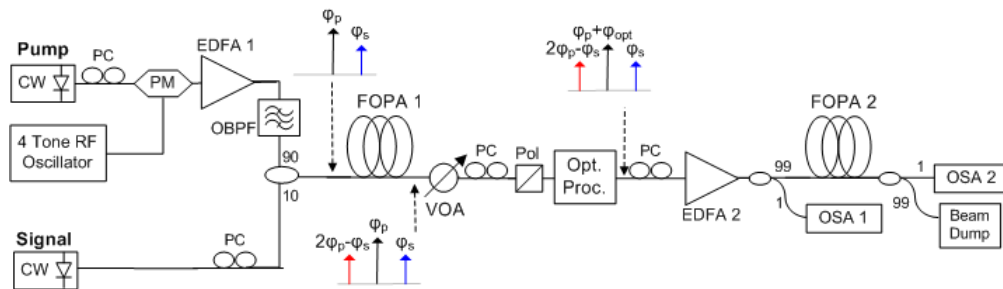 φp
φs
φp+φopt
2φp-φs
φs
Pump
PC
EDFA 1
CW
PM
OBPF
FOPA 1
FOPA 2
4 Tone RF
Oscillator
90
10
VOA
PC
Pol
Opt.
Proc.
PC
EDFA 2
99
1
OSA 1
1
99
OSA 2
Beam
Dump
Signal
CW
PC
φp
2φp-φs
φs